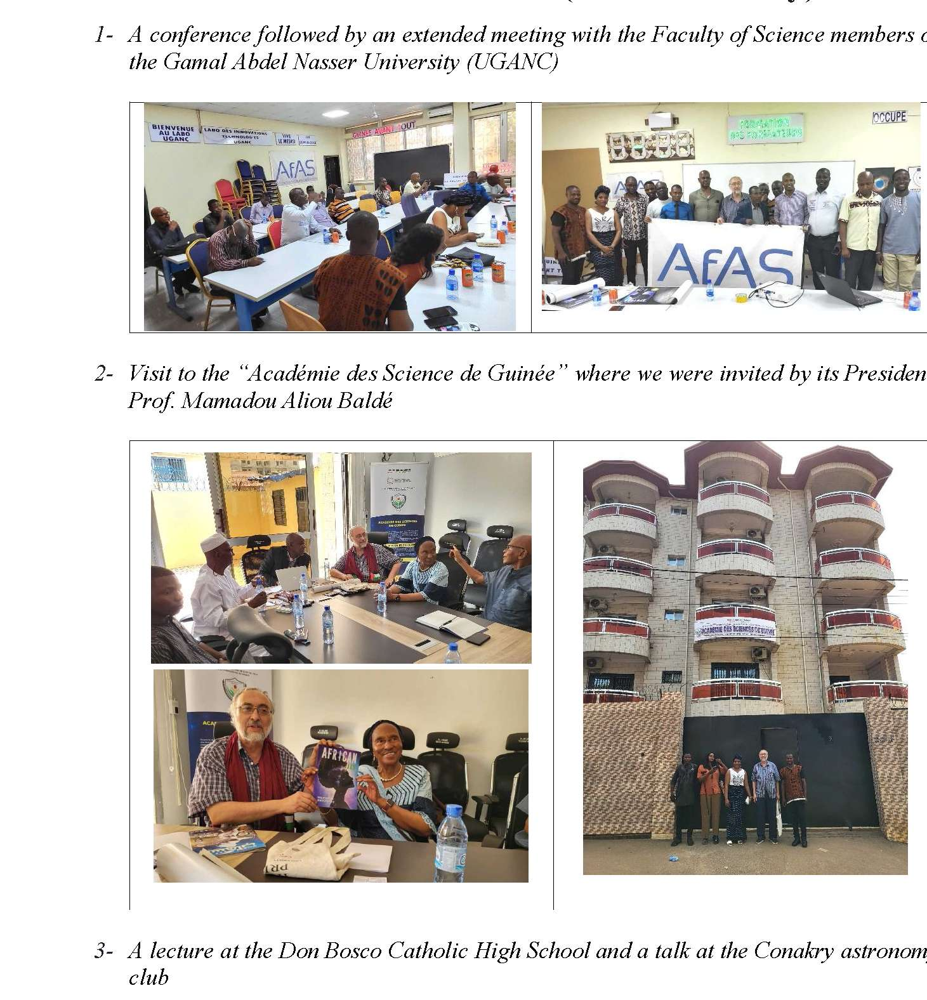 1- A conference followed by an extended meeting with the Faculty of Science members
the Gamal Abdel Nasser University (UGANC)
BIENVENUE
AU LABO
UGANC
LABO DES INNOVATIONS
TECHNOLOGIES
UGANC
VIVE
LE MESRSI
GUINEE AVANT TOUT
AfAS
OCCUPE
FORMATION
DES FORMATEURS
AfAS
AfAS
2- Visit to the “Académie des Science de Guinée” where we were invited by its Presiden
Prof. Mamadou Aliou Baldé
ACADEMIE DES SCIENCES
DE GUINEE
ACADEMIE DES SCIENCES DE GUINEE
ACA
AFRICAN
PRI
3- A lecture at the Don Bosco Catholic High School and a talk at the Conakry astronom
club